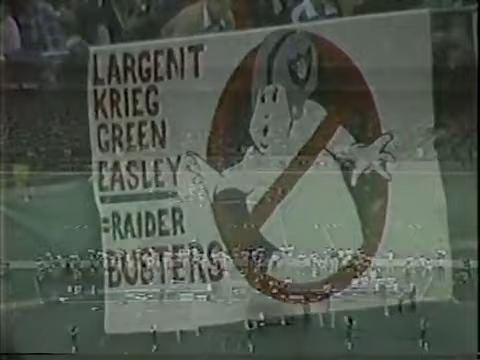 LARGENT
KRIEG
GREEN
EASLEY
=RAIDER
BUSTERS